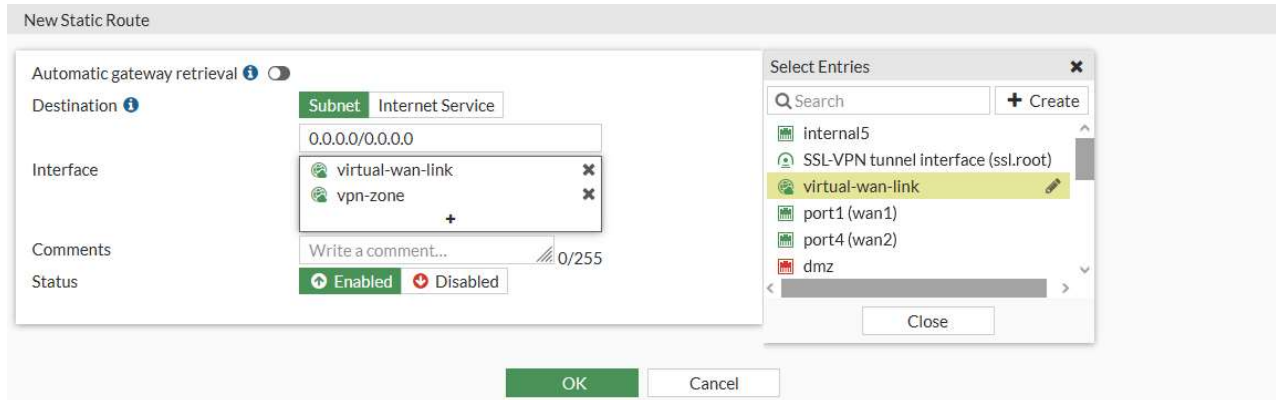 New Static Route
Automatic gateway retrieval
Destination
Subnet Internet Service
0.0.0.0/0.0.0.0
Interface
virtual-wan-link
vpn-zone
+
Comments
Write a comment... 0/255
Status
Enabled Disabled
Select Entries
Search + Create
internal5
SSL-VPN tunnel interface (ssl.root)
virtual-wan-link
port1 (wan1)
port4 (wan2)
dmz
Close
OK Cancel